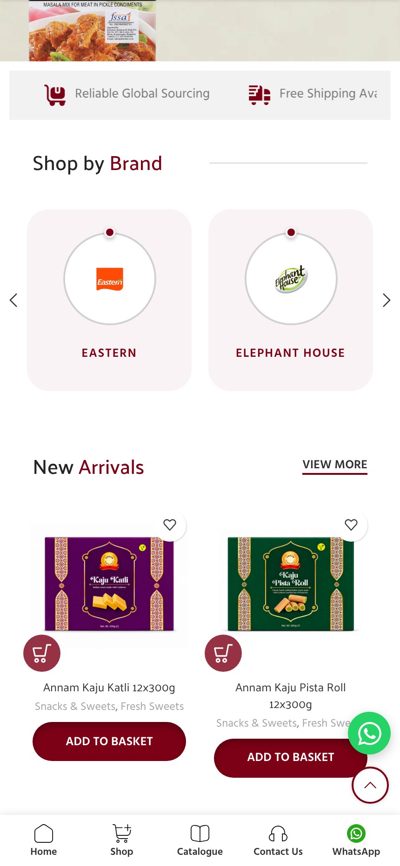 MASALA MIX FOR MEAT IN PICKLE CONDIMENTS
fssai
Reliable Global Sourcing
Free Shipping Ava
Shop by Brand
Eastern
Elephant House
EASTERN
ELEPHANT HOUSE
New Arrivals
VIEW MORE
Kaju Katli
Kaju Pista Roll
Annam Kaju Katli 12x300g
Snacks & Sweets, Fresh Sweets
ADD TO BASKET
Annam Kaju Pista Roll
12x300g
Snacks & Sweets, Fresh Swe
ADD TO BASKET
Home
Shop
Catalogue
Contact Us
WhatsApp